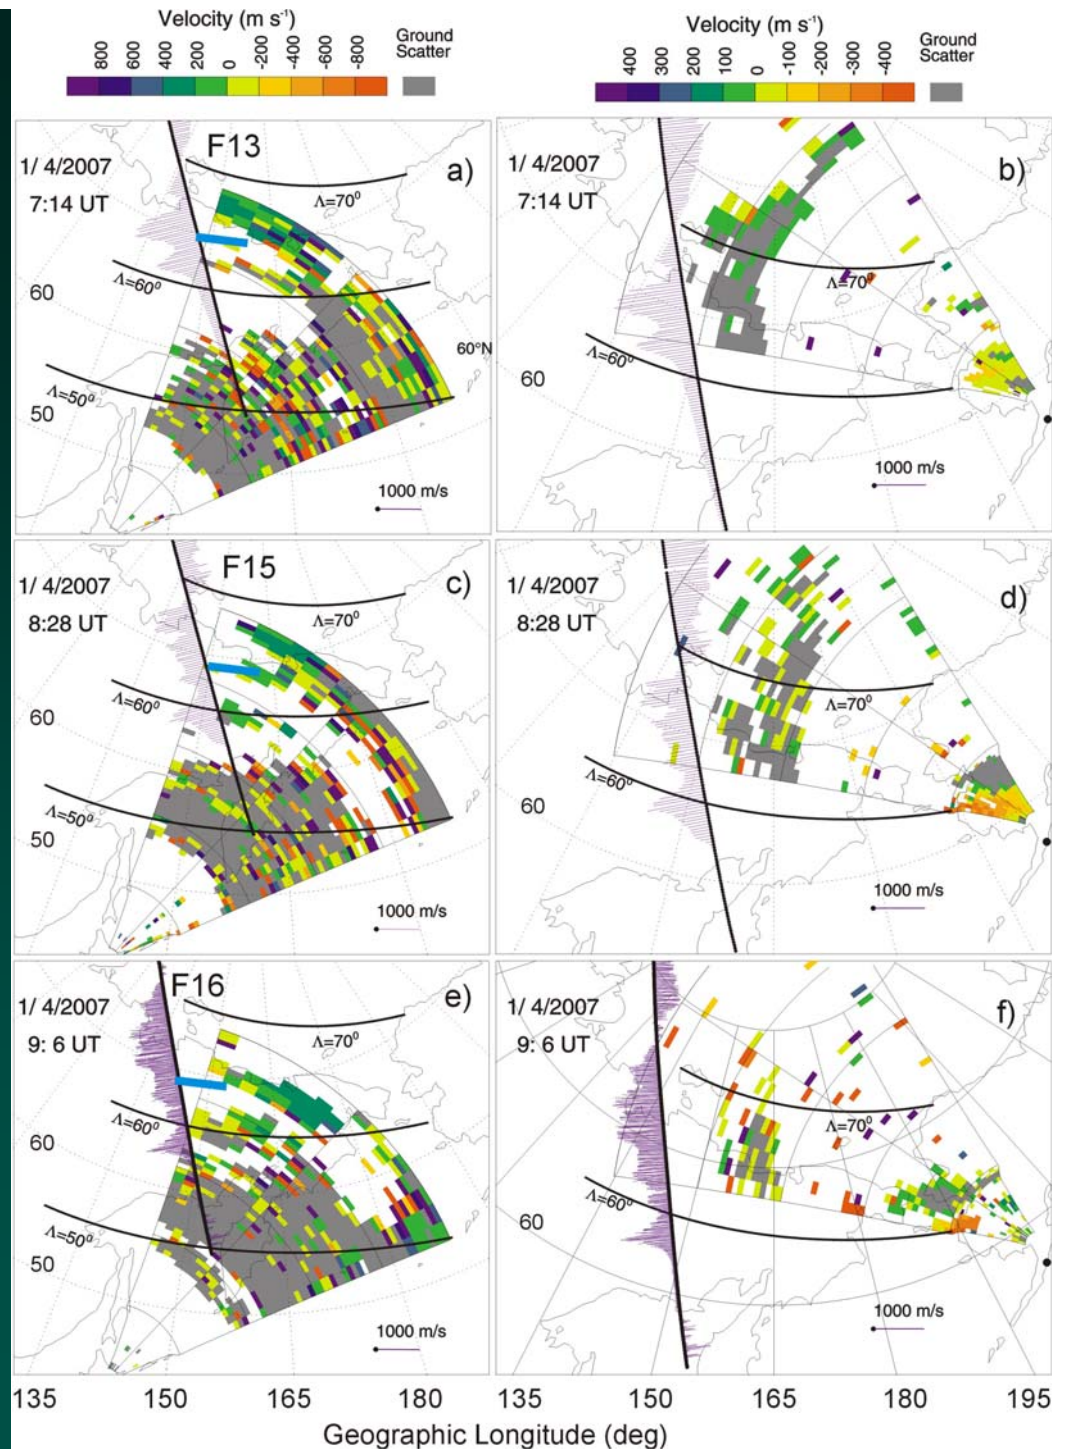 Velocity (m s⁻¹)
800 600 400 200 0 -200 -400 -600 -800
Ground
Scatter
Velocity (m s⁻¹)
400 300 200 100 0 -100 -200 -300 -400
Ground
Scatter
F13
1/ 4/2007
7:14 UT
a)
Λ=70⁰
Λ=60⁰
60
60°N
Λ=50⁰
50
1000 m/s
1/ 4/2007
7:14 UT
b)
Λ=70⁰
Λ=60⁰
60
1000 m/s
F15
1/ 4/2007
8:28 UT
c)
Λ=70⁰
Λ=60⁰
60
Λ=50⁰
50
1000 m/s
1/ 4/2007
8:28 UT
d)
Λ=70⁰
Λ=60⁰
60
1000 m/s
F16
1/ 4/2007
9: 6 UT
e)
Λ=70⁰
Λ=60⁰
60
Λ=50⁰
50
1000 m/s
1/ 4/2007
9: 6 UT
f)
Λ=70⁰
Λ=60⁰
60
1000 m/s
135 150 165 180 135 150 165 180 195
Geographic Longitude (deg)